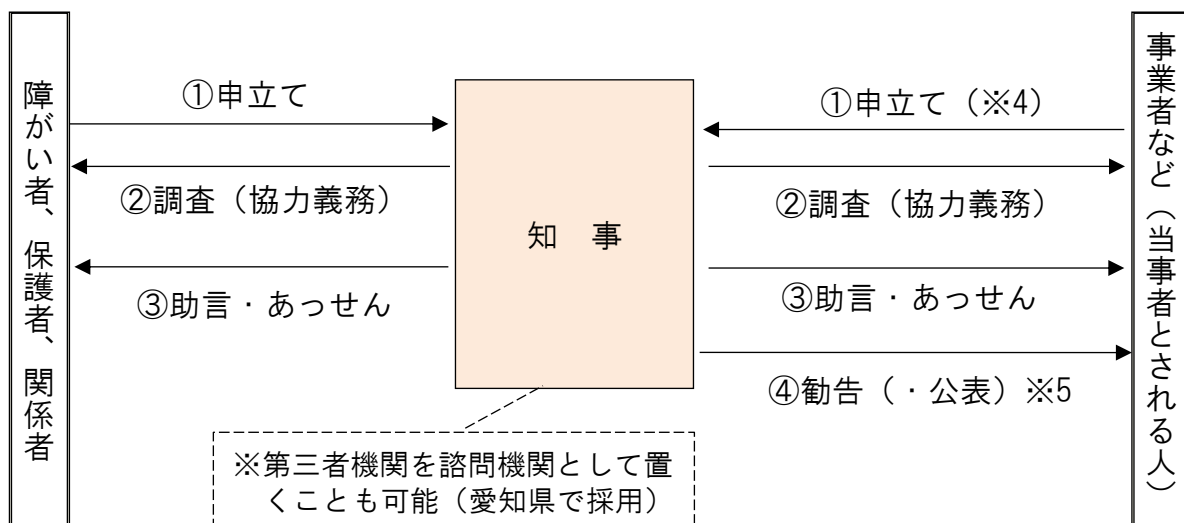 障がい者、保護者、関係者
①申立て
②調査（協力義務）
③助言・あっせん
知　事
※第三者機関を諮問機関として置
くことも可能（愛知県で採用）
①申立て（※4）
②調査（協力義務）
③助言・あっせん
④勧告（・公表）※5
事業者など（当事者とされる人）